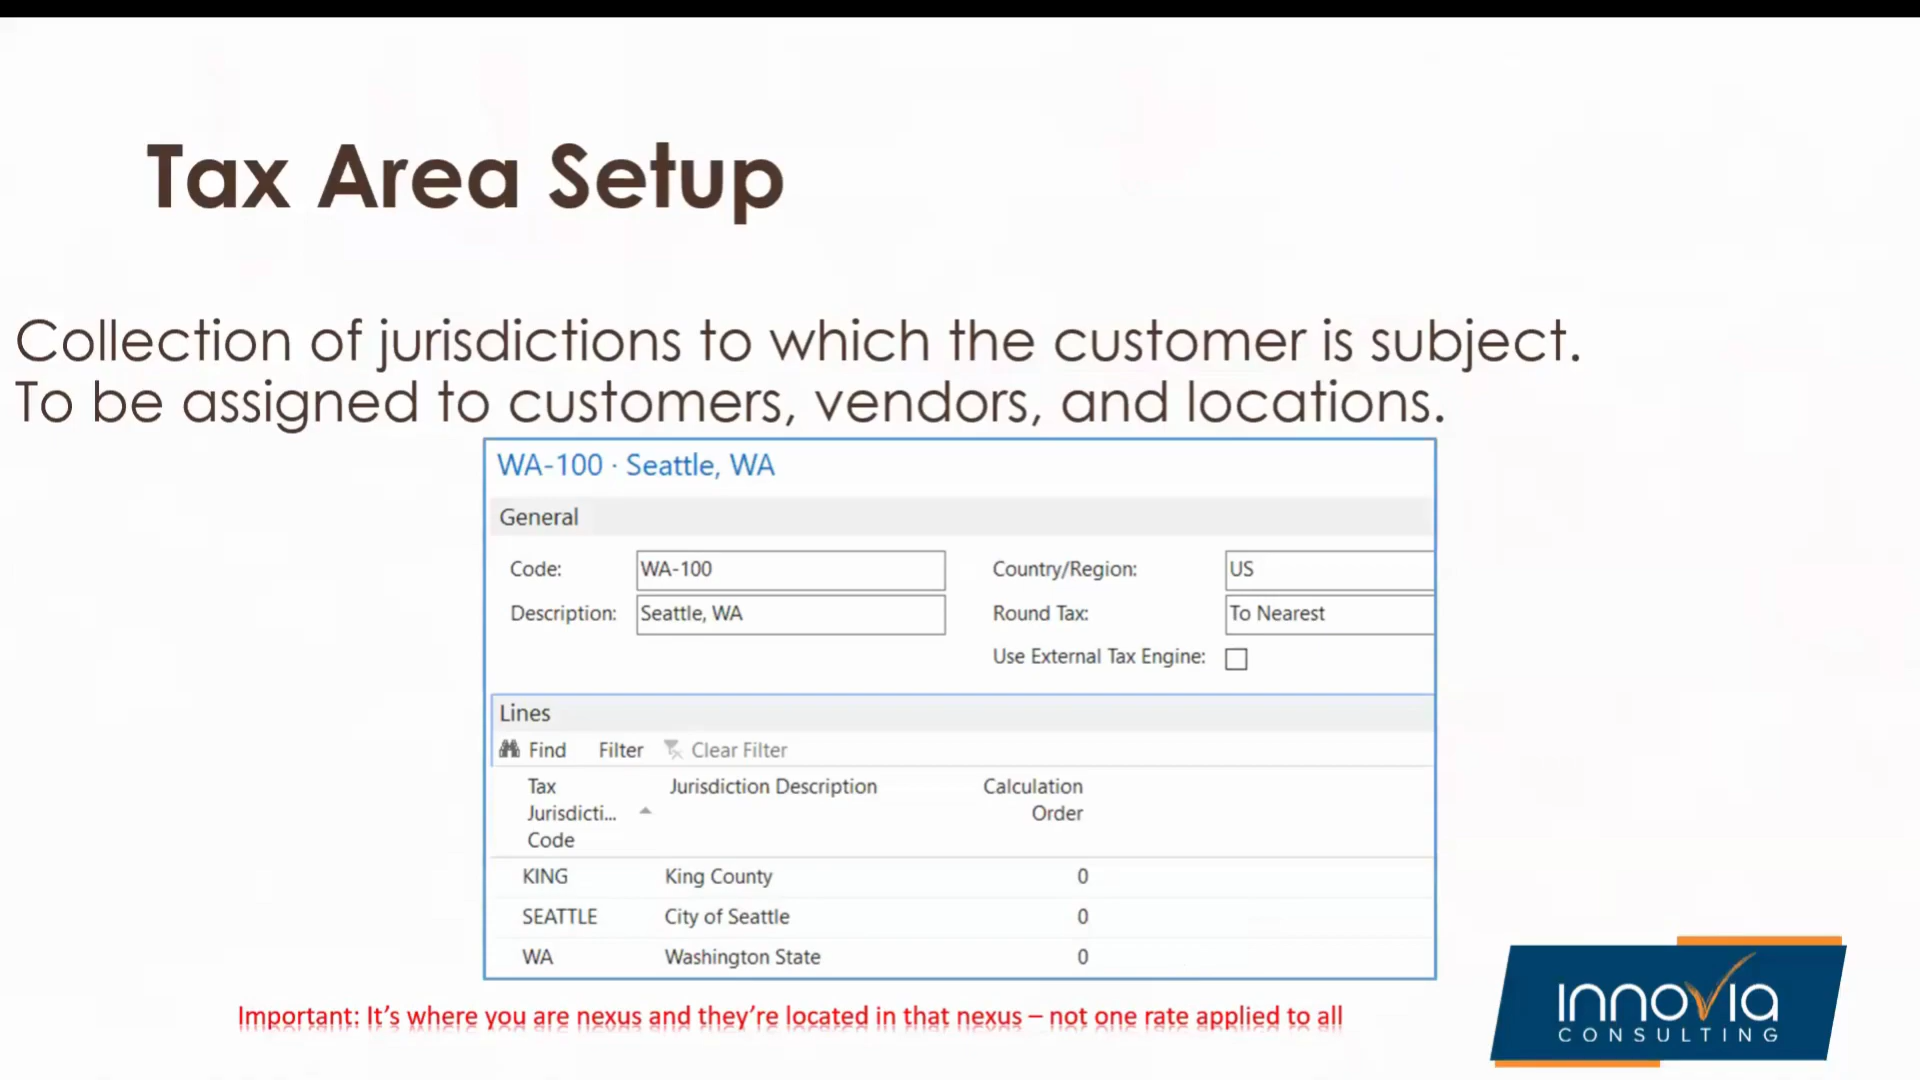 Tax Area Setup
Collection of jurisdictions to which the customer is subject.
To be assigned to customers, vendors, and locations.
WA-100 · Seattle, WA
General
Code: WA-100 Country/Region: US
Description: Seattle, WA Round Tax: To Nearest
Use External Tax Engine:
Lines
Find Filter Clear Filter
Tax Jurisdicti... Code Jurisdiction Description Calculation Order
KING King County 0
SEATTLE City of Seattle 0
WA Washington State 0
Important: It’s where you are nexus and they’re located in that nexus – not one rate applied to all
INNOVIA
CONSULTING